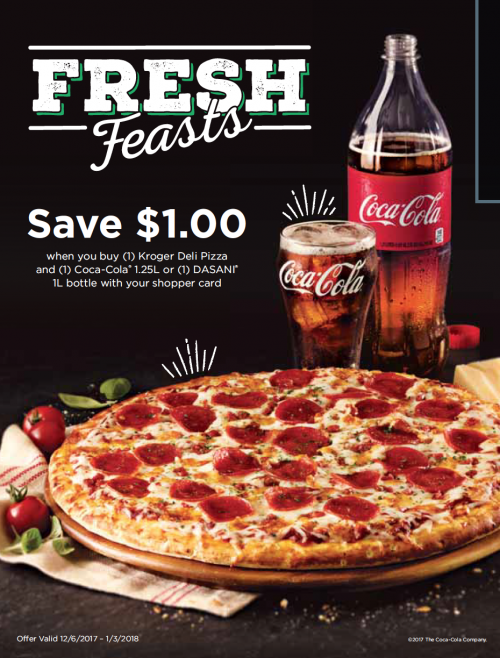 FRESH
Feasts
Save $1.00
when you buy (1) Kroger Deli Pizza
and (1) Coca-Cola® 1.25L or (1) DASANI®
1L bottle with your shopper card
Coca-Cola
Coca-Cola
Offer Valid 12/6/2017 – 1/3/2018
©2017 The Coca-Cola Company.